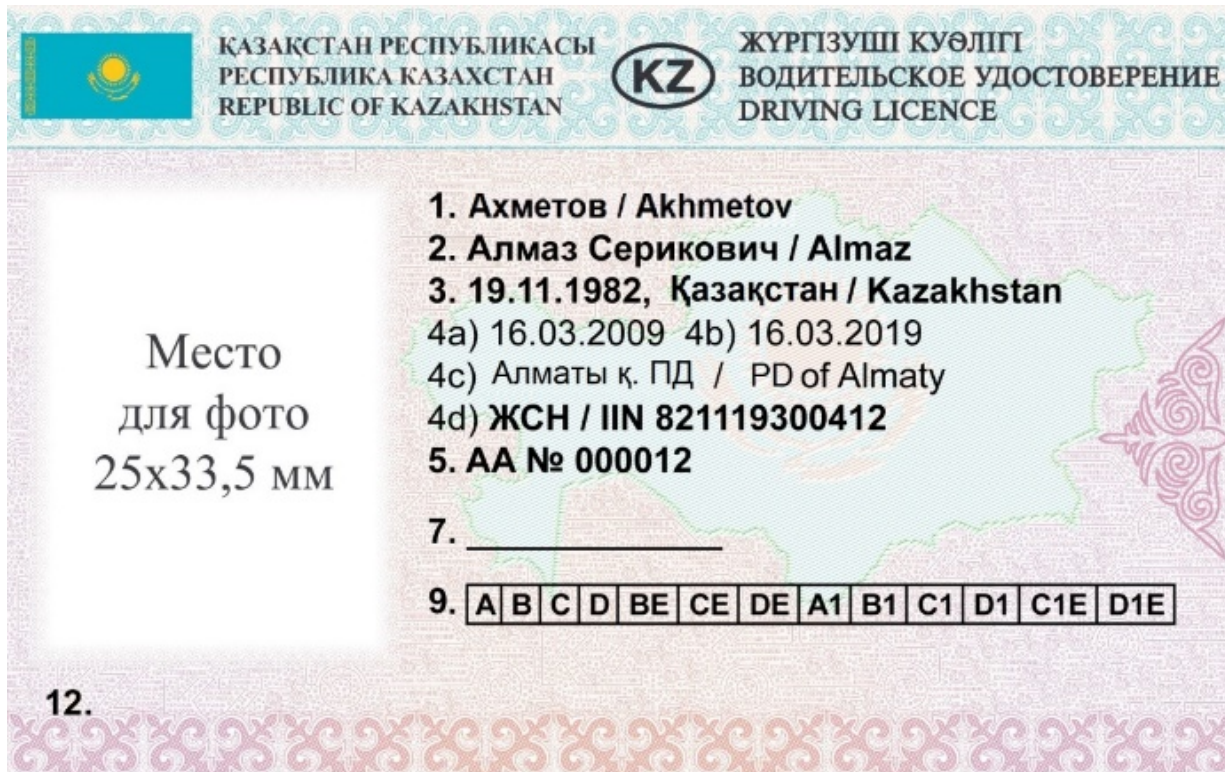 ҚАЗАҚСТАН РЕСПУБЛИКАСЫ
РЕСПУБЛИКА КАЗАХСТАН
REPUBLIC OF KAZAKHSTAN
KZ
ЖҮРГІЗУШІ КУӘЛІГІ
ВОДИТЕЛЬСКОЕ УДОСТОВЕРЕНИЕ
DRIVING LICENCE
Место
для фото
25х33,5 мм
1. Ахметов / Akhmetov
2. Алмаз Серикович / Almaz
3. 19.11.1982, Қазақстан / Kazakhstan
4a) 16.03.2009 4b) 16.03.2019
4c) Алматы қ. ПД / PD of Almaty
4d) ЖСН / IIN 821119300412
5. AA № 000012
7.
9. A B C D BE CE DE A1 B1 C1 D1 C1E D1E
12.